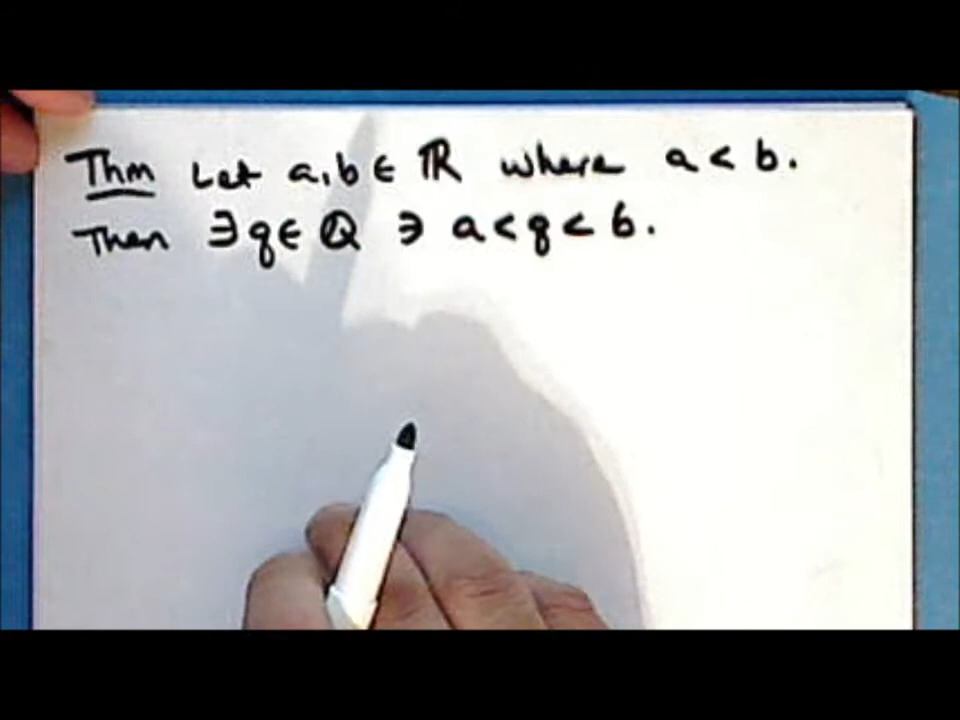 Thm Let a,b ∈ ℝ where a < b.
Then ∃ q ∈ ℚ ∋ a < q < b.